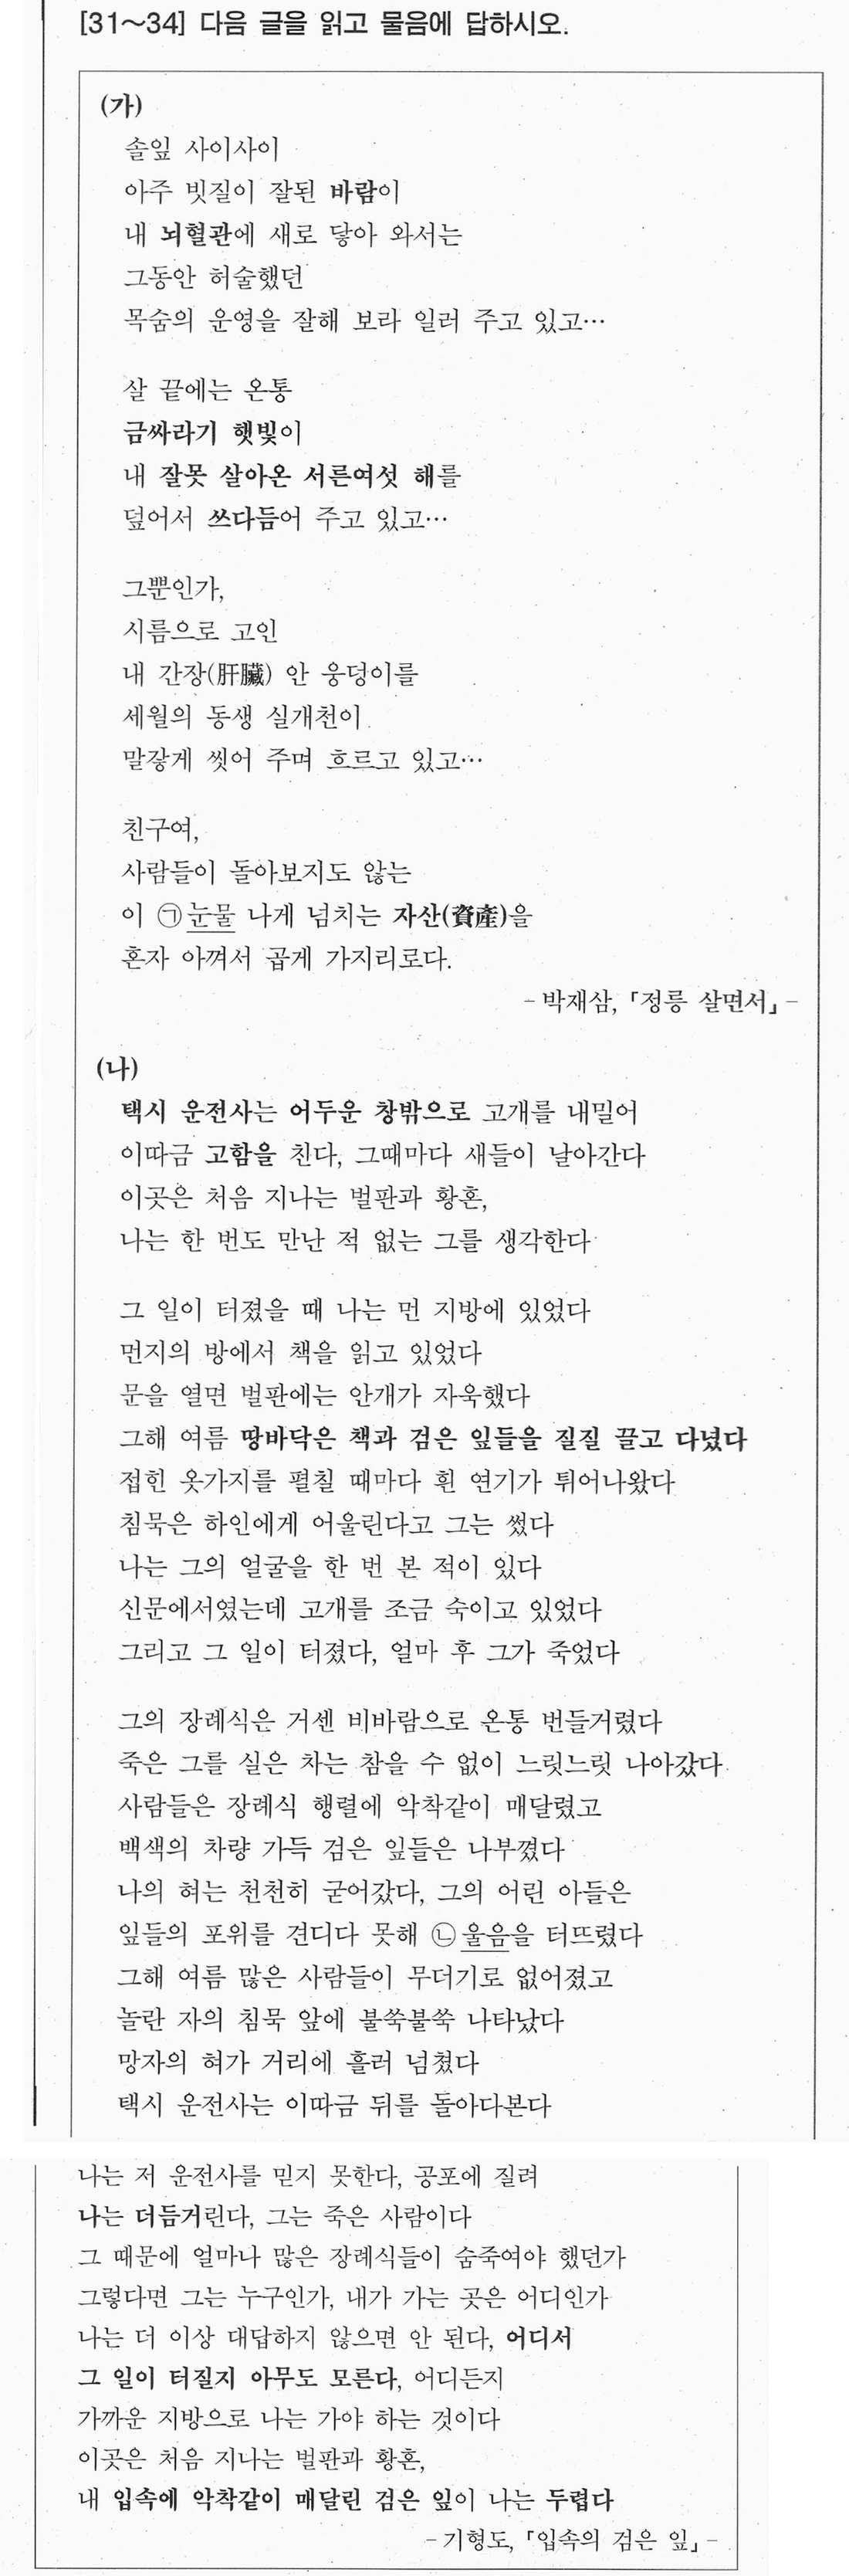 [31～34] 다음 글을 읽고 물음에 답하시오.
(가)
솔잎 사이사이
아주 빗질이 잘된 바람이
내 뇌혈관에 새로 닿아 와서는
그동안 허술했던
목숨의 운영을 잘해 보라 일러 주고 있고…
살 끝에는 온통
금싸라기 햇빛이
내 잘못 살아온 서른여섯 해를
덮어서 쓰다듬어 주고 있고…
그뿐인가,
시름으로 고인
내 간장(肝臟) 안 웅덩이를
세월의 동생 실개천이
말갛게 씻어 주며 흐르고 있고…
친구여,
사람들이 돌아보지도 않는
이 ㉠눈물 나게 넘치는 자산(資産)을
혼자 아껴서 곱게 가지리로다.
- 박재삼, 「정릉 살면서」-
(나)
택시 운전사는 어두운 창밖으로 고개를 내밀어
이따금 고함을 친다, 그때마다 새들이 날아간다
이곳은 처음 지나는 벌판과 황혼,
나는 한 번도 만난 적 없는 그를 생각한다
그 일이 터졌을 때 나는 먼 지방에 있었다
먼지의 방에서 책을 읽고 있었다
문을 열면 벌판에는 안개가 자욱했다
그해 여름 땅바닥은 책과 검은 잎들을 질질 끌고 다녔다
접힌 옷가지를 펼칠 때마다 흰 연기가 튀어나왔다
침묵은 하인에게 어울린다고 그는 썼다
나는 그의 얼굴을 한 번 본 적이 있다
신문에서였는데 고개를 조금 숙이고 있었다
그리고 그 일이 터졌다, 얼마 후 그가 죽었다
그의 장례식은 거센 비바람으로 온통 번들거렸다
죽은 그를 실은 차는 참을 수 없이 느릿느릿 나아갔다
사람들은 장례식 행렬에 악착같이 매달렸고
백색의 차량 가득 검은 잎들은 나부꼈다
나의 혀는 천천히 굳어갔다, 그의 어린 아들은
잎들의 포위를 견디다 못해 ㉡울음을 터뜨렸다
그해 여름 많은 사람들이 무더기로 없어졌고
놀란 자의 침묵 앞에 불쑥불쑥 나타났다
망자의 혀가 거리에 흘러 넘쳤다
택시 운전사는 이따금 뒤를 돌아다본다
나는 저 운전사를 믿지 못한다, 공포에 질려
나는 더듬거린다, 그는 죽은 사람이다
그 때문에 얼마나 많은 장례식들이 숨죽여야 했던가
그렇다면 그는 누구인가, 내가 가는 곳은 어디인가
나는 더 이상 대답하지 않으면 안 된다, 어디서
그 일이 터질지 아무도 모른다, 어디든지
가까운 지방으로 나는 가야 하는 것이다
이곳은 처음 지나는 벌판과 황혼,
내 입속에 악착같이 매달린 검은 잎이 나는 두렵다
- 기형도, 「입속의 검은 잎」-